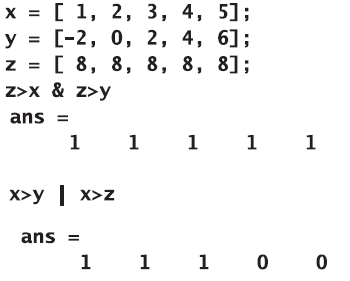 x = [ 1, 2, 3, 4, 5];
y = [-2, 0, 2, 4, 6];
z = [ 8, 8, 8, 8, 8];
z>x & z>y
ans =
1 1 1 1 1
x>y | x>z
ans =
1 1 1 0 0